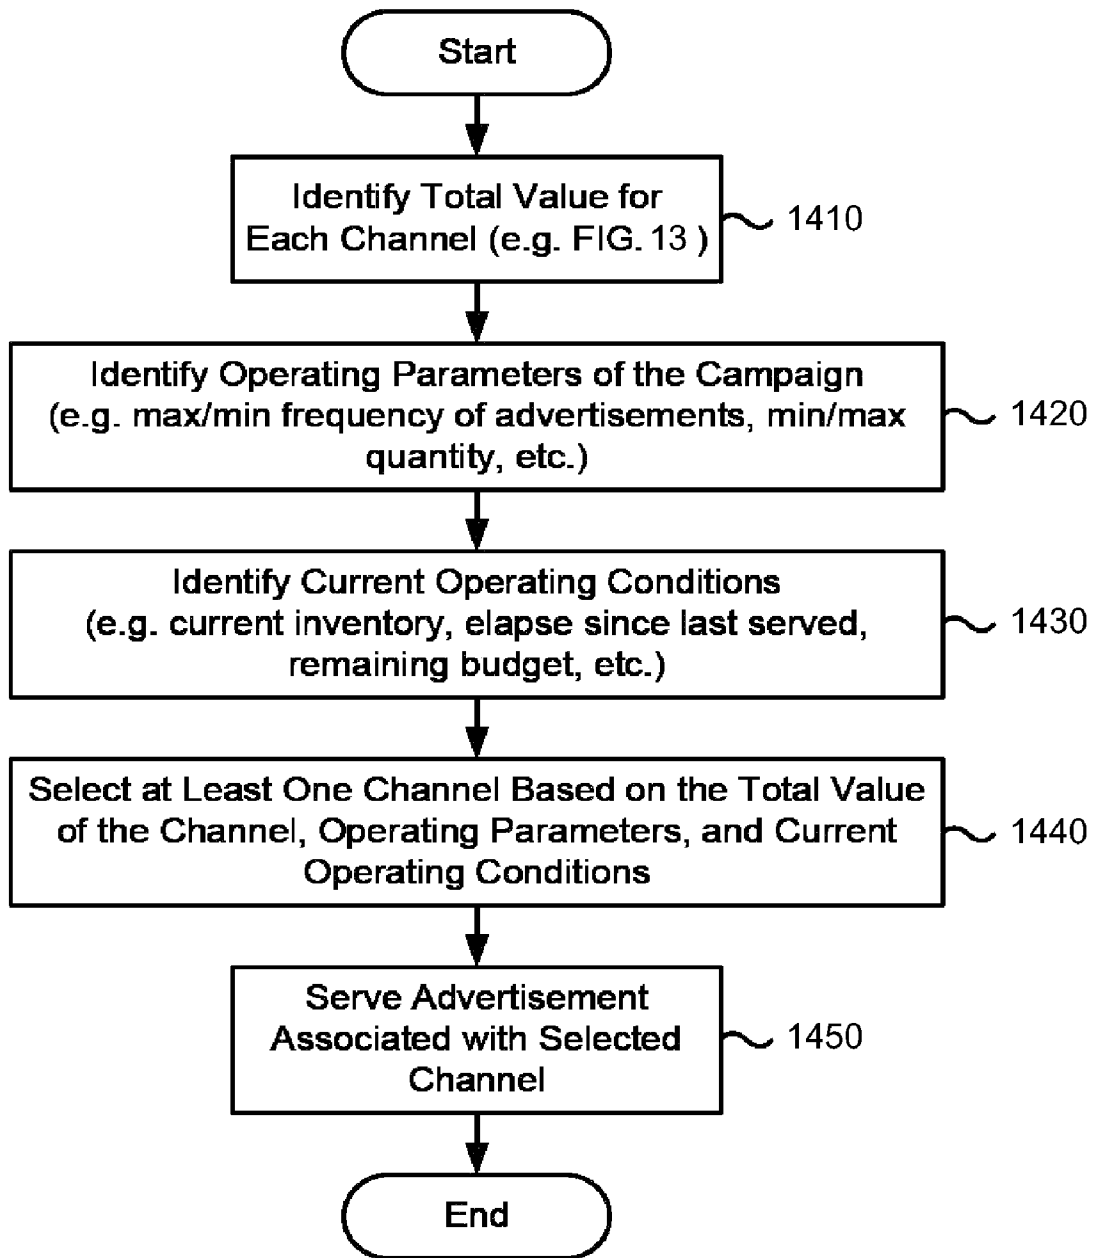 Start
Identify Total Value for
Each Channel (e.g. FIG. 13 )
1410
Identify Operating Parameters of the Campaign
(e.g. max/min frequency of advertisements, min/max
quantity, etc.)
1420
Identify Current Operating Conditions
(e.g. current inventory, elapse since last served,
remaining budget, etc.)
1430
Select at Least One Channel Based on the Total Value
of the Channel, Operating Parameters, and Current
Operating Conditions
1440
Serve Advertisement
Associated with Selected
Channel
1450
End